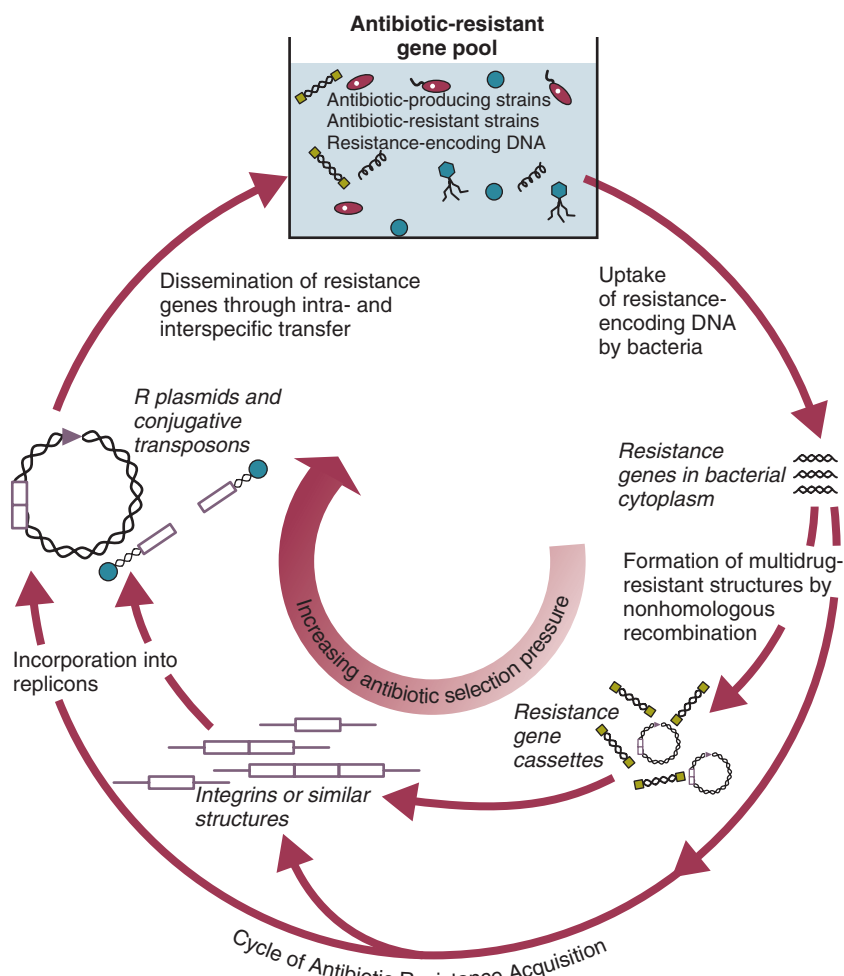 Antibiotic-resistant
gene pool
Antibiotic-producing strains
Antibiotic-resistant strains
Resistance-encoding DNA
Dissemination of resistance
genes through intra- and
interspecific transfer
Uptake
of resistance-
encoding DNA
by bacteria
R plasmids and
conjugative
transposons
Resistance
genes in bacterial
cytoplasm
Formation of multidrug-
resistant structures by
nonhomologous
recombination
Increasing antibiotic selection pressure
Incorporation into
replicons
Resistance
gene
cassettes
Integrins or similar
structures
Cycle of Antibiotic Resistance Acquisition